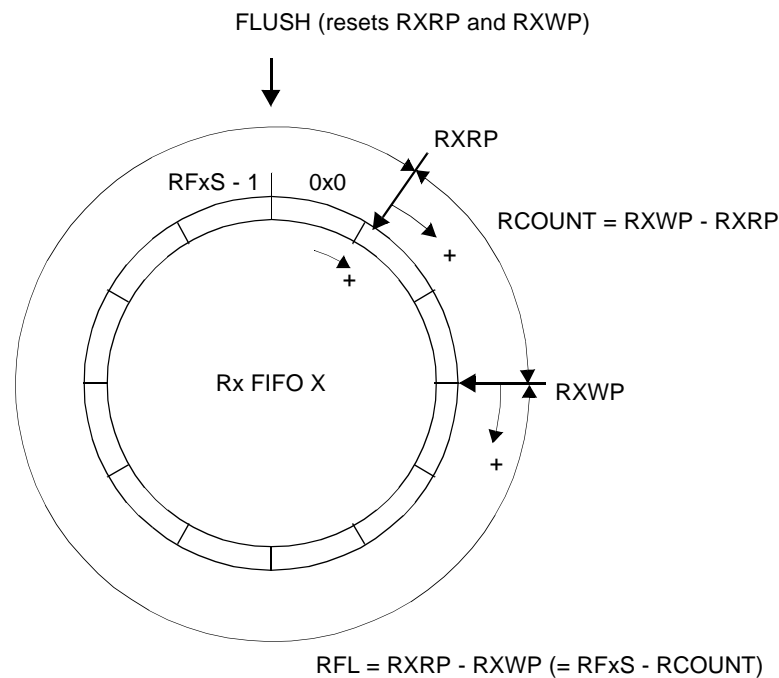 FLUSH (resets RXRP and RXWP)
RXRP
RFxS - 1
0x0
RCOUNT = RXWP - RXRP
+
+
Rx FIFO X
RXWP
+
RFL = RXRP - RXWP (= RFxS - RCOUNT)